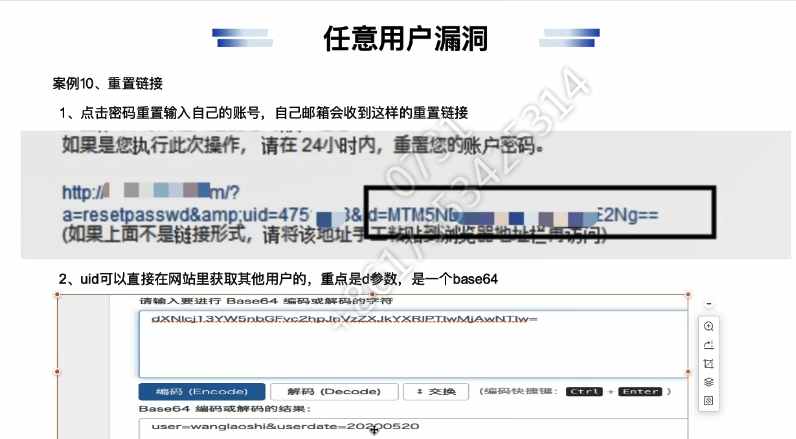 任意用户漏洞
案例10、重置链接
1、点击密码重置输入自己的账号，自己邮箱会收到这样的重置链接
如果是您执行此次操作，请在 24小时内，重置您的账户密码。
http:/ m/?
a=resetpasswd&amp;uid=475 &d=MTM5ND E2Ng==
(如果上面不是链接形式，请将该地址手工粘贴到浏览器地址栏再访问)
2、uid可以直接在网站里获取其他用户的，重点是d参数，是一个base64
请输入要进行 Base64 编码或解码的字符
编码 (Encode) 解码 (Decode) ↕ 交换 (编码快捷键： Ctrl + Enter )
Base64 编码或解码的结果：
user=wanglaoshi&userdate=20200520